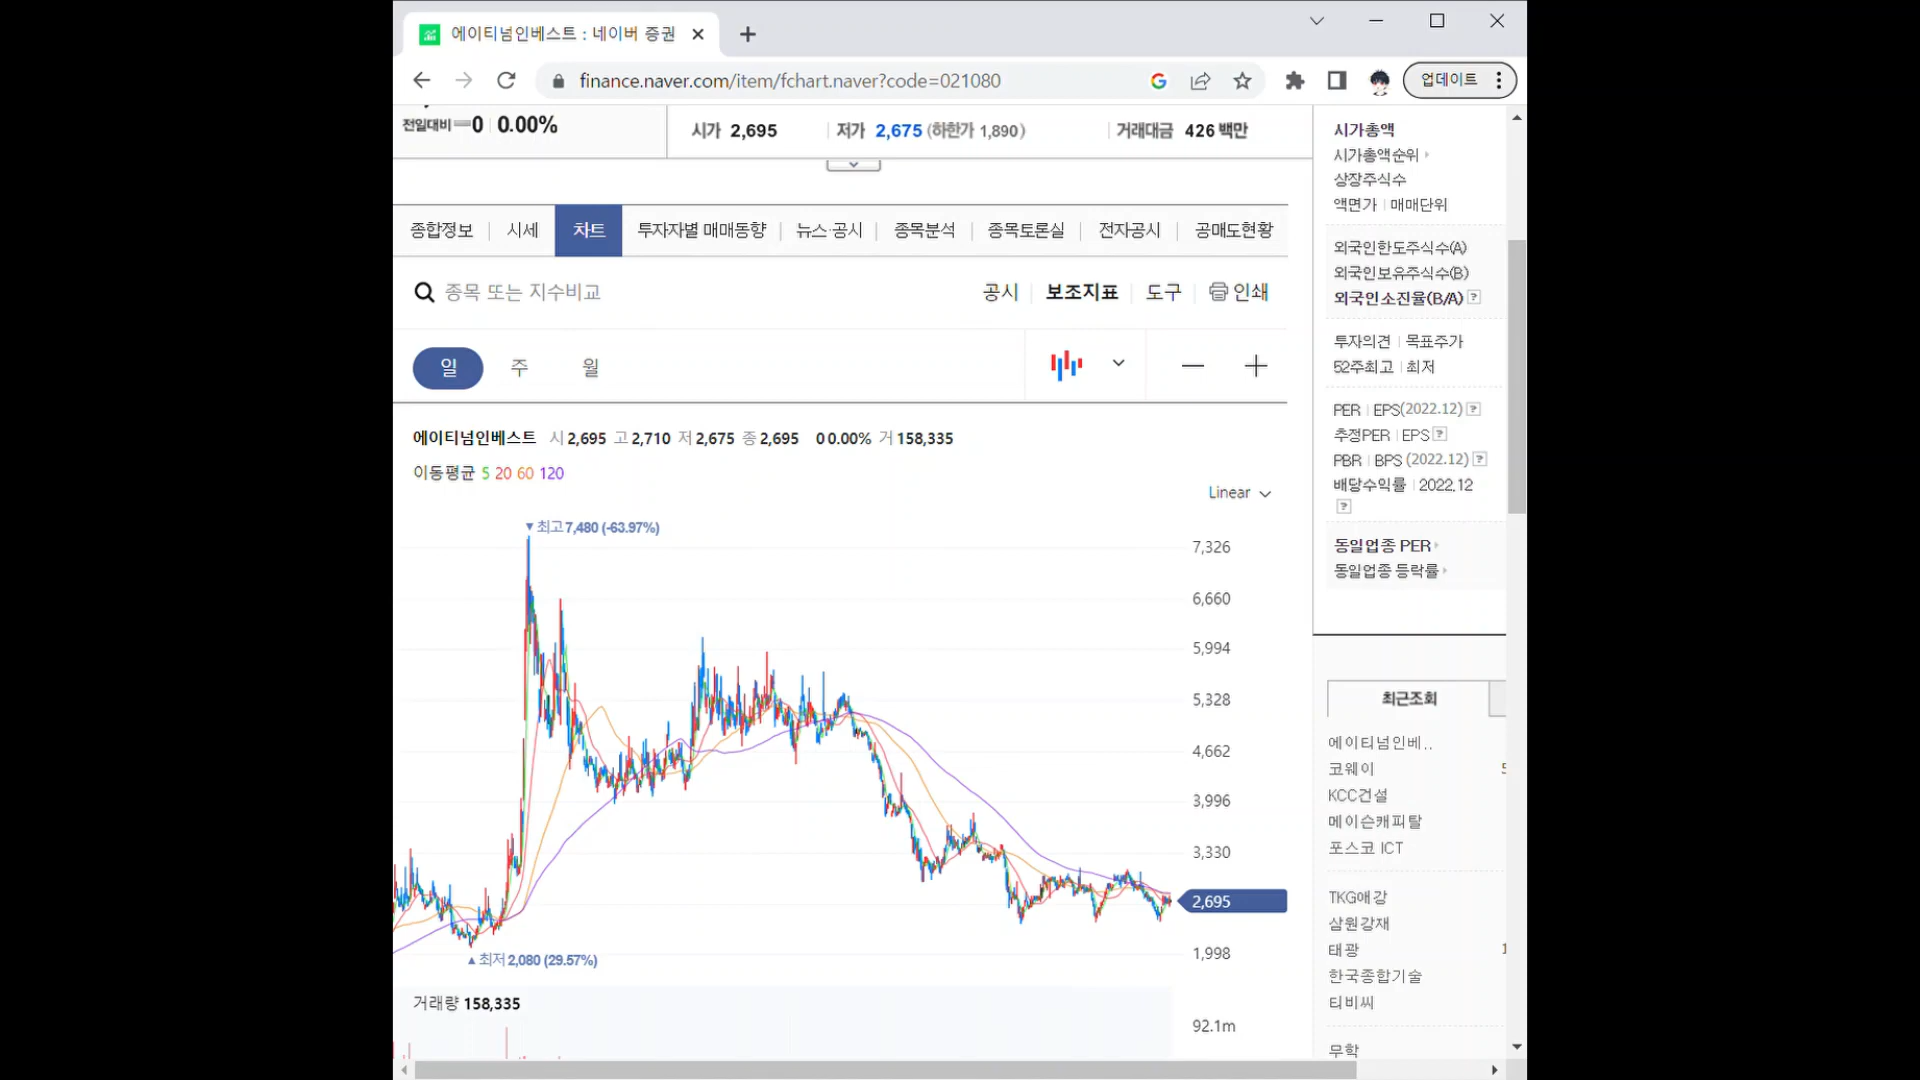 에이티넘인베스트 : 네이버 증권
finance.naver.com/item/fchart.naver?code=021080
업데이트
전일대비 0 0.00%
시가 2,695 저가 2,675 (하한가 1,890) 거래대금 426 백만
종합정보 시세 차트 투자자별 매매동향 뉴스·공시 종목분석 종목토론실 전자공시 공매도현황
종목 또는 지수비교 공시 보조지표 도구 인쇄
일 주 월
에이티넘인베스트 시 2,695 고 2,710 저 2,675 종 2,695 0 0.00% 거 158,335
이동평균 5 20 60 120
Linear
▼ 최고 7,480 (-63.97%)
7,326
6,660
5,994
5,328
4,662
3,996
3,330
2,695
1,998
▲ 최저 2,080 (29.57%)
거래량 158,335
92.1m
시가총액
시가총액순위
상장주식수
액면가 매매단위
외국인한도주식수(A)
외국인보유주식수(B)
외국인소진율(B/A) ?
투자의견 목표주가
52주최고 최저
PER EPS(2022.12) ?
추정PER EPS ?
PBR BPS (2022.12) ?
배당수익률 2022.12
?
동일업종 PER
동일업종 등락률
최근조회
에이티넘인베..
코웨이 5
KCC건설
메이슨캐피탈
포스코 ICT
TKG애강
삼원강재
태광 1
한국종합기술
티비씨
무학